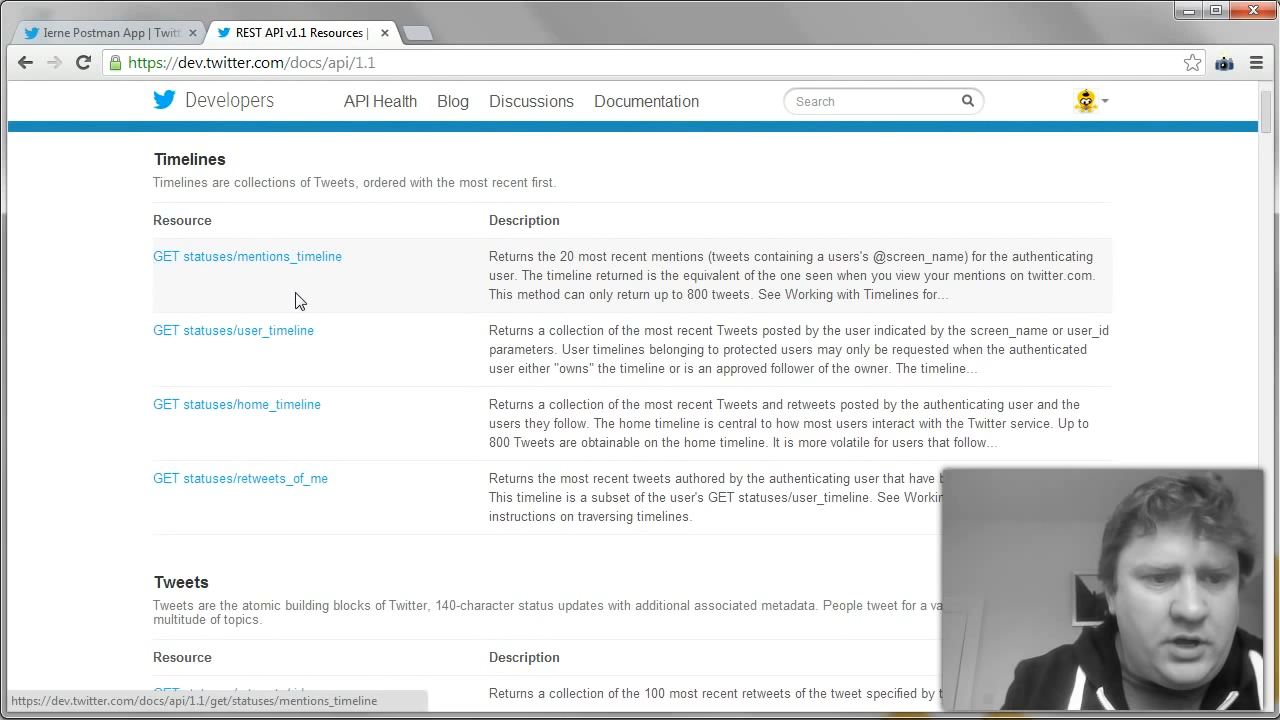 Ierne Postman App | Twitt
REST API v1.1 Resources |
https://dev.twitter.com/docs/api/1.1
Developers
API Health
Blog
Discussions
Documentation
Search
Timelines
Timelines are collections of Tweets, ordered with the most recent first.
Resource
Description
GET statuses/mentions_timeline
Returns the 20 most recent mentions (tweets containing a users's @screen_name) for the authenticating
user. The timeline returned is the equivalent of the one seen when you view your mentions on twitter.com.
This method can only return up to 800 tweets. See Working with Timelines for...
GET statuses/user_timeline
Returns a collection of the most recent Tweets posted by the user indicated by the screen_name or user_id
parameters. User timelines belonging to protected users may only be requested when the authenticated
user either "owns" the timeline or is an approved follower of the owner. The timeline...
GET statuses/home_timeline
Returns a collection of the most recent Tweets and retweets posted by the authenticating user and the
users they follow. The home timeline is central to how most users interact with the Twitter service. Up to
800 Tweets are obtainable on the home timeline. It is more volatile for users that follow...
GET statuses/retweets_of_me
Returns the most recent tweets authored by the authenticating user that have b
This timeline is a subset of the user's GET statuses/user_timeline. See Workin
instructions on traversing timelines.
Tweets
Tweets are the atomic building blocks of Twitter, 140-character status updates with additional associated metadata. People tweet for a va
multitude of topics.
Resource
Description
Returns a collection of the 100 most recent retweets of the tweet specified by t
https://dev.twitter.com/docs/api/1.1/get/statuses/mentions_timeline